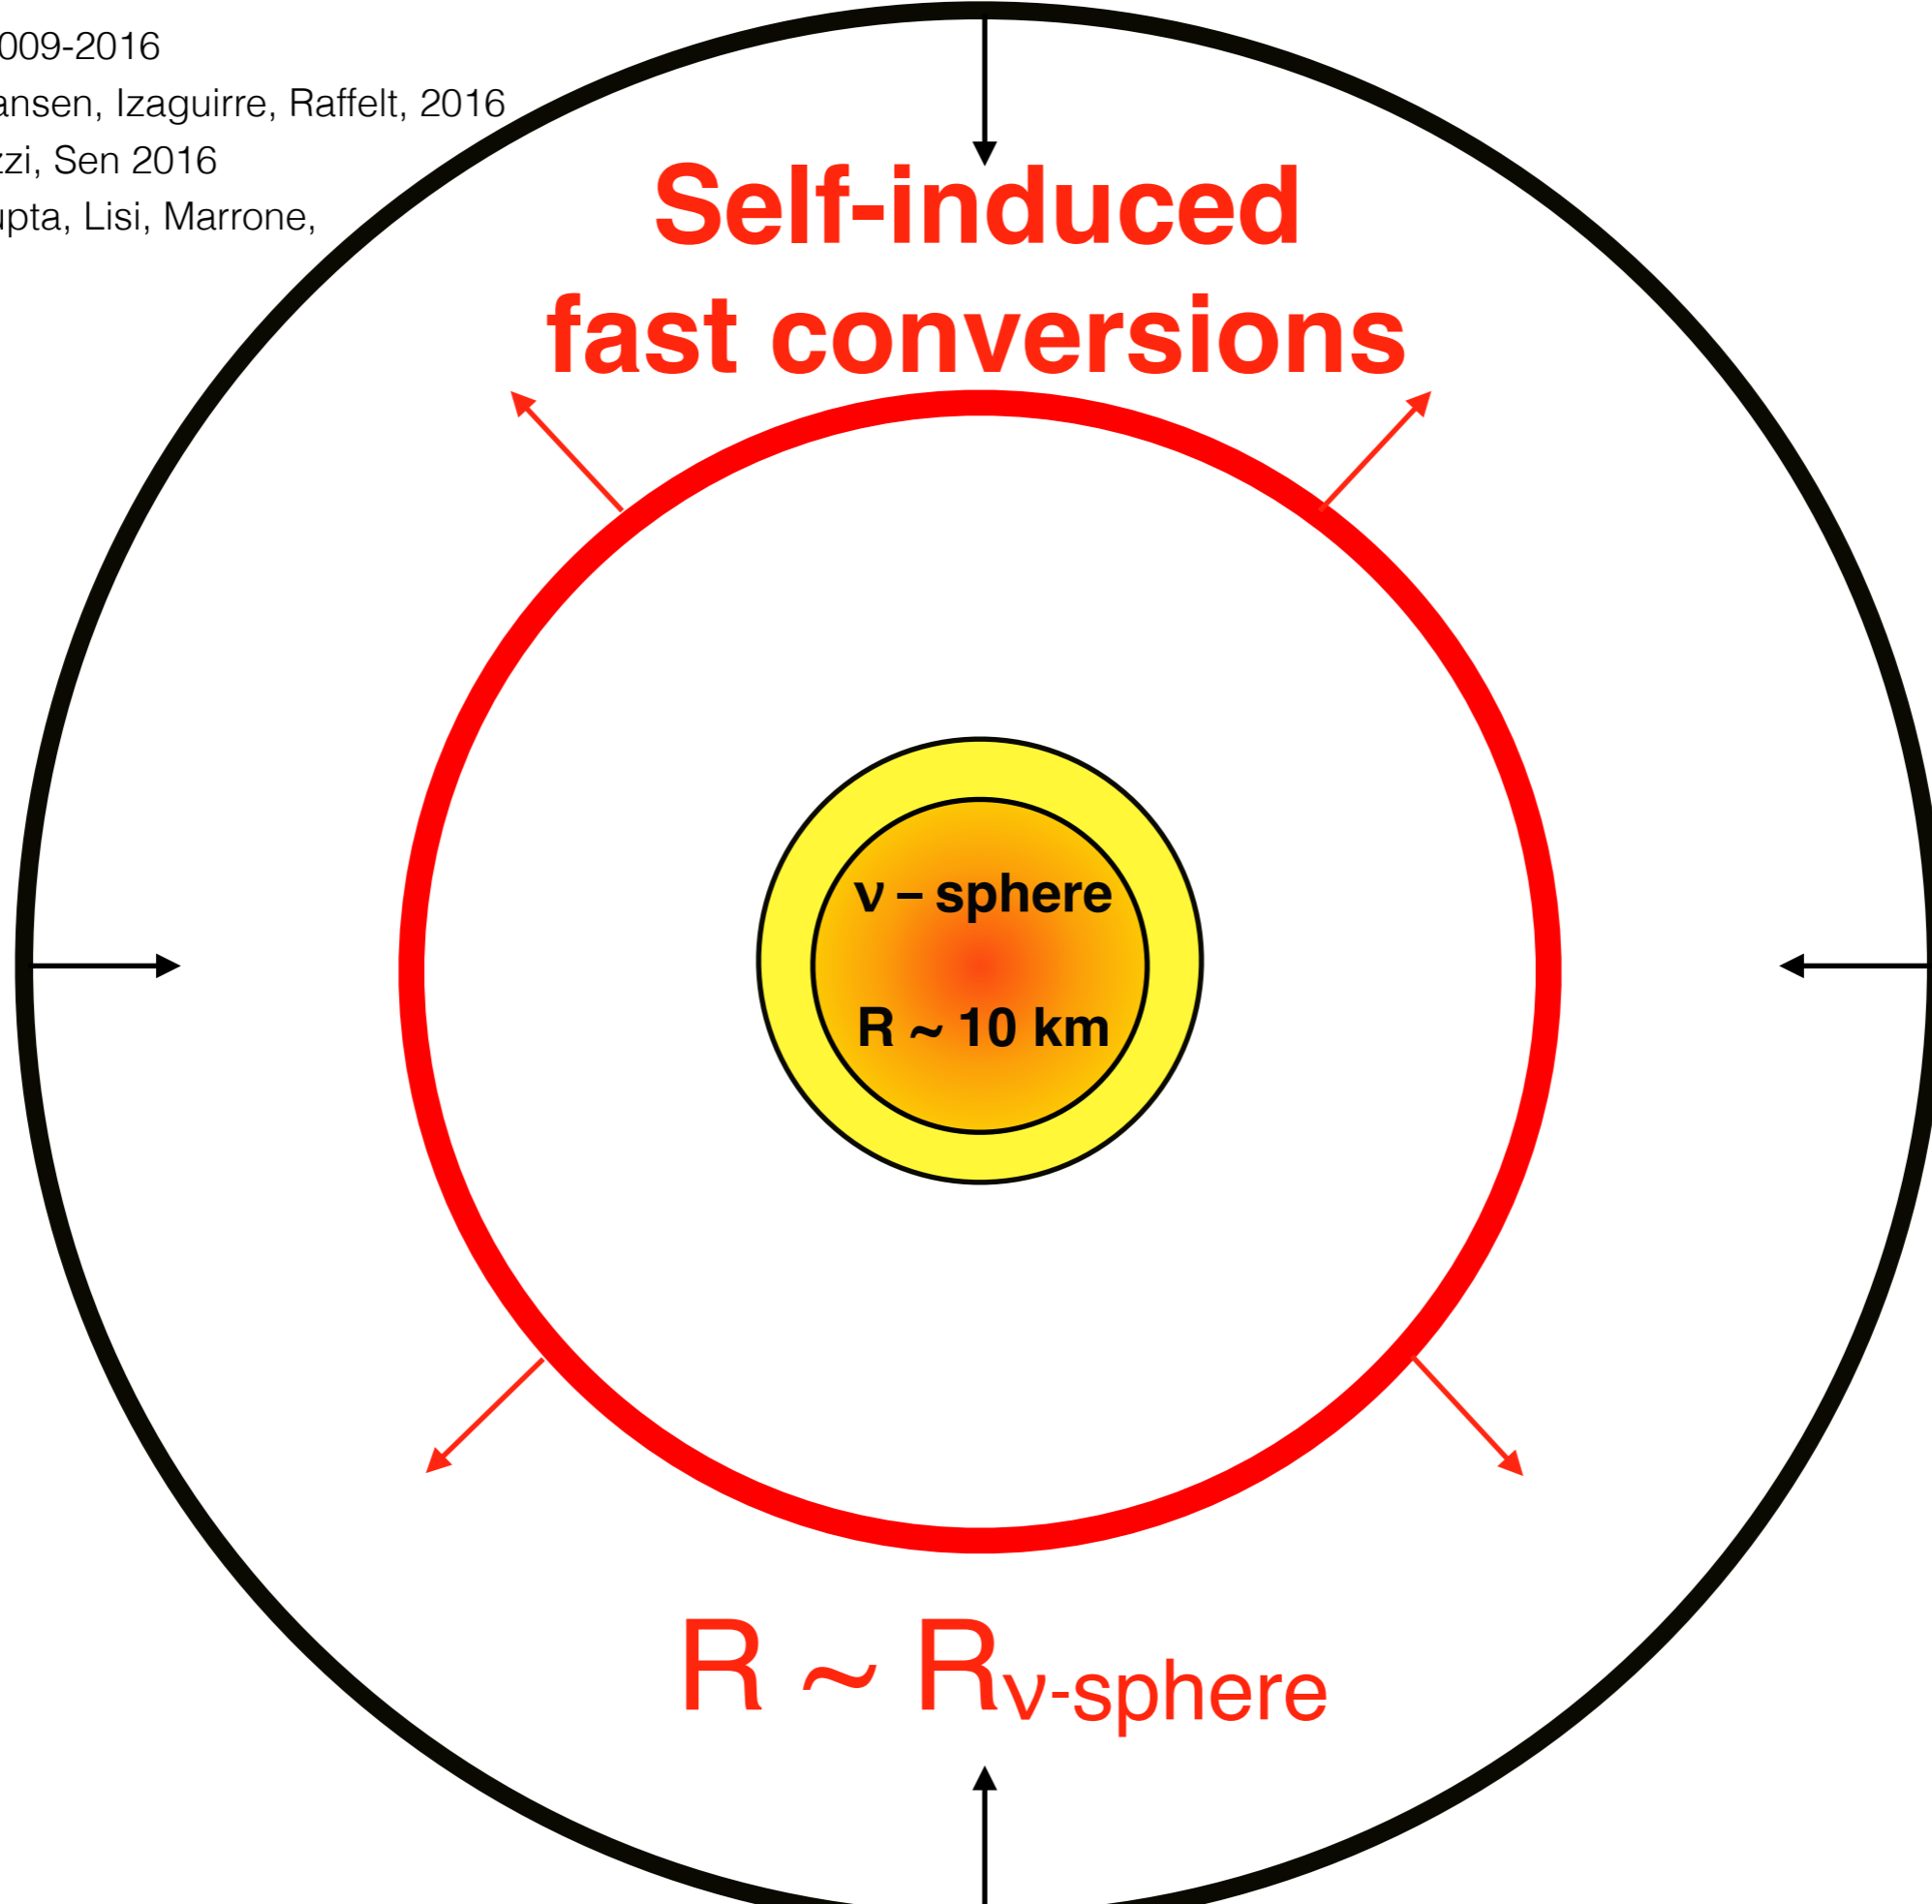 009-2016
ansen, Izaguirre, Raffelt, 2016
zzi, Sen 2016
upta, Lisi, Marrone,
Self-induced
fast conversions
ν – sphere
R ~ 10 km
R ~ Rν-sphere